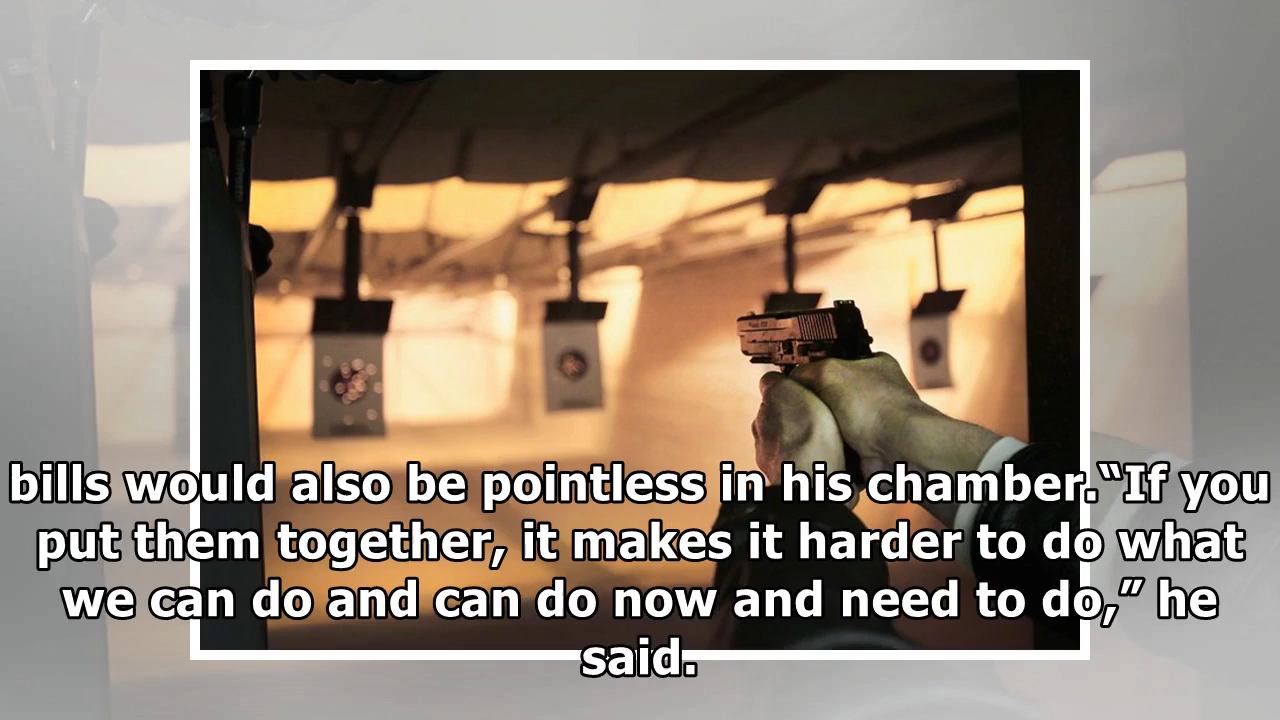 bills would also be pointless in his chamber.“If you
put them together, it makes it harder to do what
we can do and can do now and need to do,” he
said.